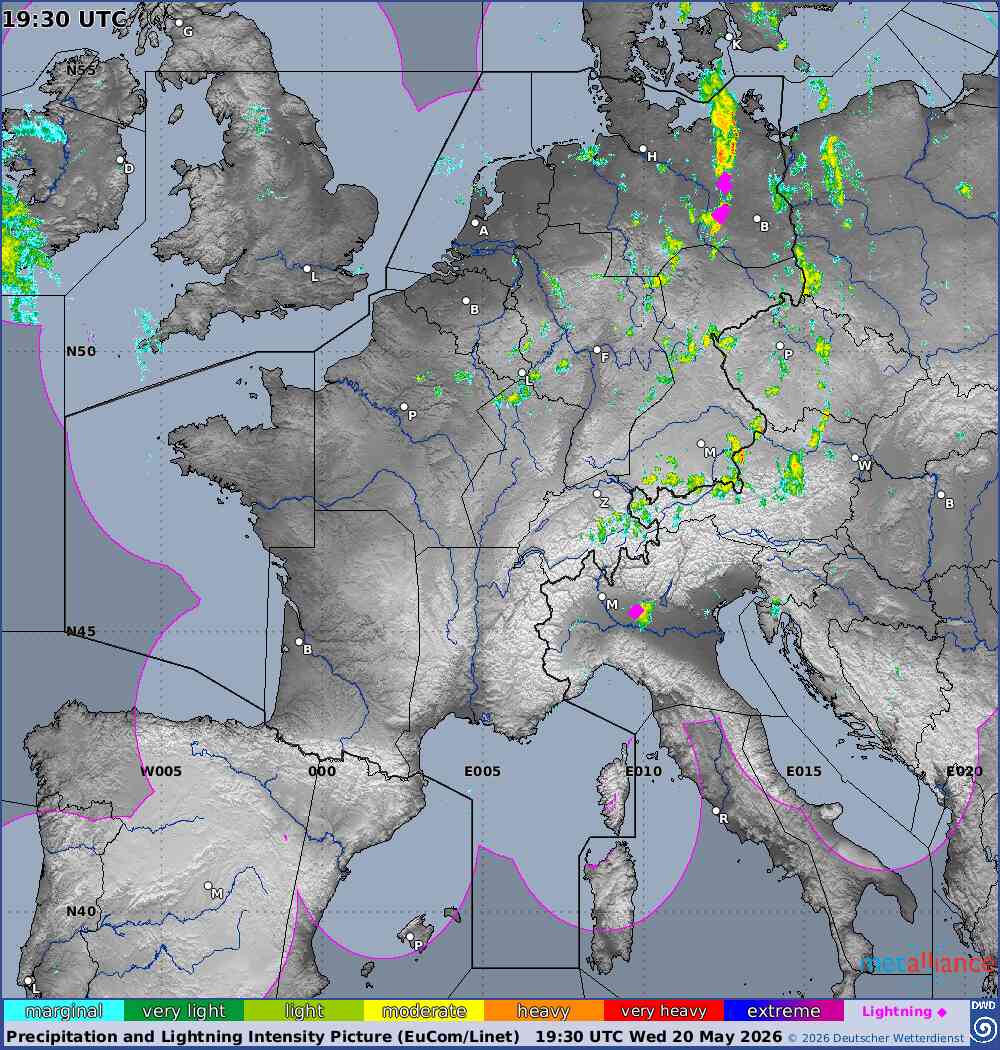 19:30 UTC
G
N55
K
H
D
A
B
L
B
N50
F
P
L
P
M
W
Z
B
M
N45
B
W005
000
E005
E010
E015
E020
R
M
N40
P
L
metalliance
marginal very light light moderate heavy very heavy extreme Lightning ◆
DWD
Precipitation and Lightning Intensity Picture (EuCom/Linet) 19:30 UTC Wed 20 May 2026 © 2026 Deutscher Wetterdienst